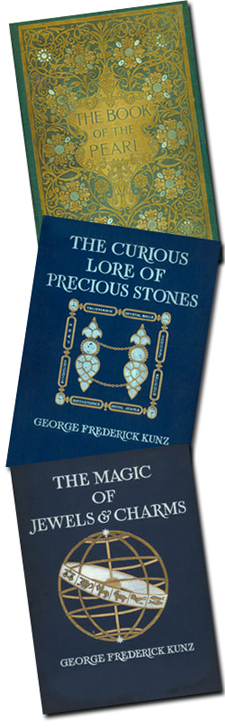 THE BOOK
OF THE
PEARL
THE CURIOUS
LORE OF
PRECIOUS STONES
GEORGE FREDERICK KUNZ
THE MAGIC
OF
JEWELS & CHARMS
GEORGE FREDERICK KUNZ